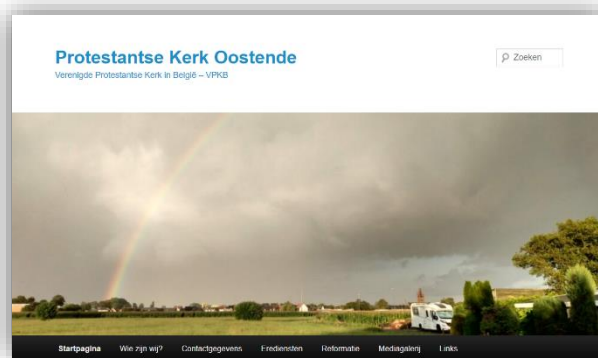 Protestantse Kerk Oostende
Verenigde Protestantse Kerk in België – VPKB
Zoeken
Startpagina Wie zijn wij? Contactgegevens Erediensten Reformatie Mediagalerij Links